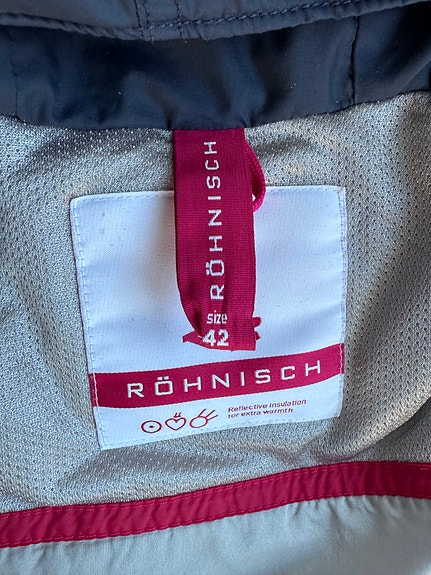 RÖHNISCH
size
42
RÖHNISCH
Reflective insulation
for extra warmth